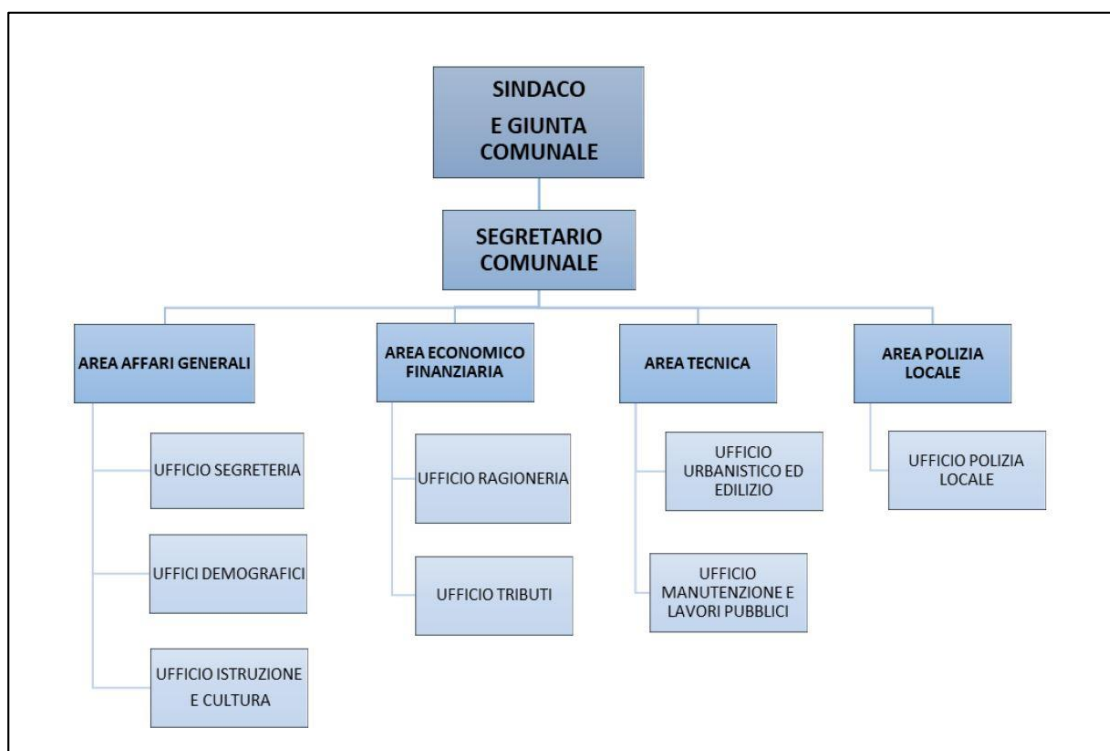 SINDACO
E GIUNTA
COMUNALE
SEGRETARIO
COMUNALE
AREA AFFARI GENERALI
UFFICIO SEGRETERIA
UFFICI DEMOGRAFICI
UFFICIO ISTRUZIONE
E CULTURA
AREA ECONOMICO
FINANZIARIA
UFFICIO RAGIONERIA
UFFICIO TRIBUTI
AREA TECNICA
UFFICIO
URBANISTICO ED
EDILIZIO
UFFICIO
MANUTENZIONE E
LAVORI PUBBLICI
AREA POLIZIA
LOCALE
UFFICIO POLIZIA
LOCALE